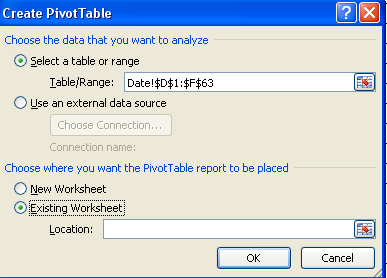 Create PivotTable
Choose the data that you want to analyze
Select a table or range
Table/Range: Date!$D$1:$F$63
Use an external data source
Choose Connection...
Connection name:
Choose where you want the PivotTable report to be placed
New Worksheet
Existing Worksheet
Location:
OK Cancel